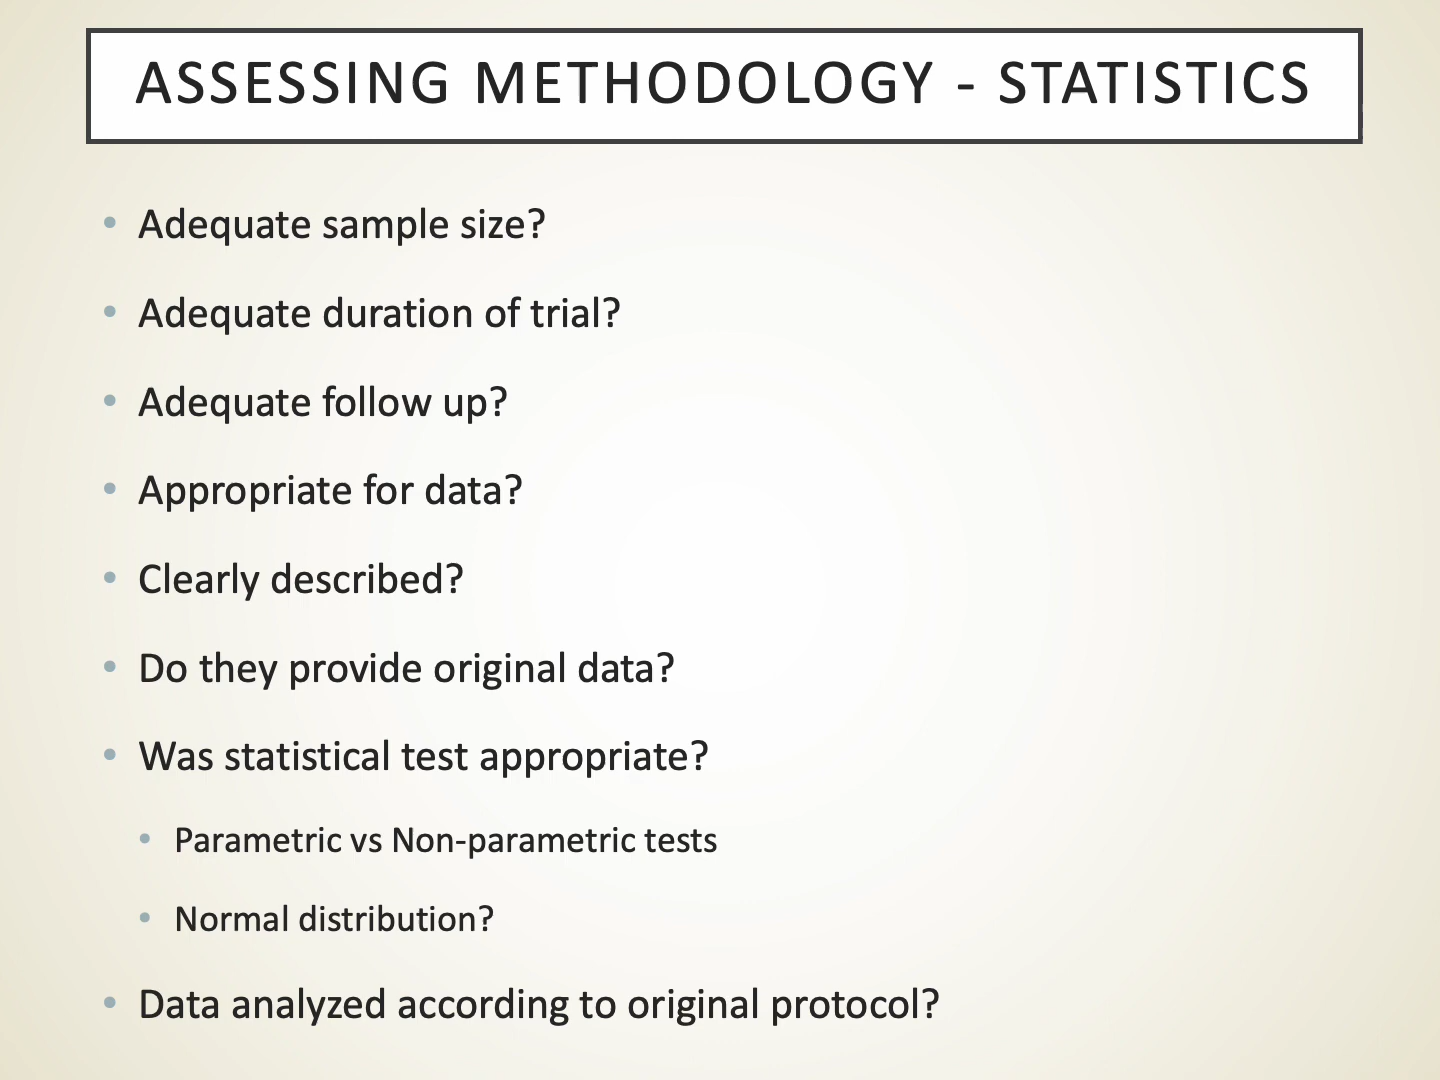 ASSESSING METHODOLOGY - STATISTICS
• Adequate sample size?
• Adequate duration of trial?
• Adequate follow up?
• Appropriate for data?
• Clearly described?
• Do they provide original data?
• Was statistical test appropriate?
• Parametric vs Non-parametric tests
• Normal distribution?
• Data analyzed according to original protocol?